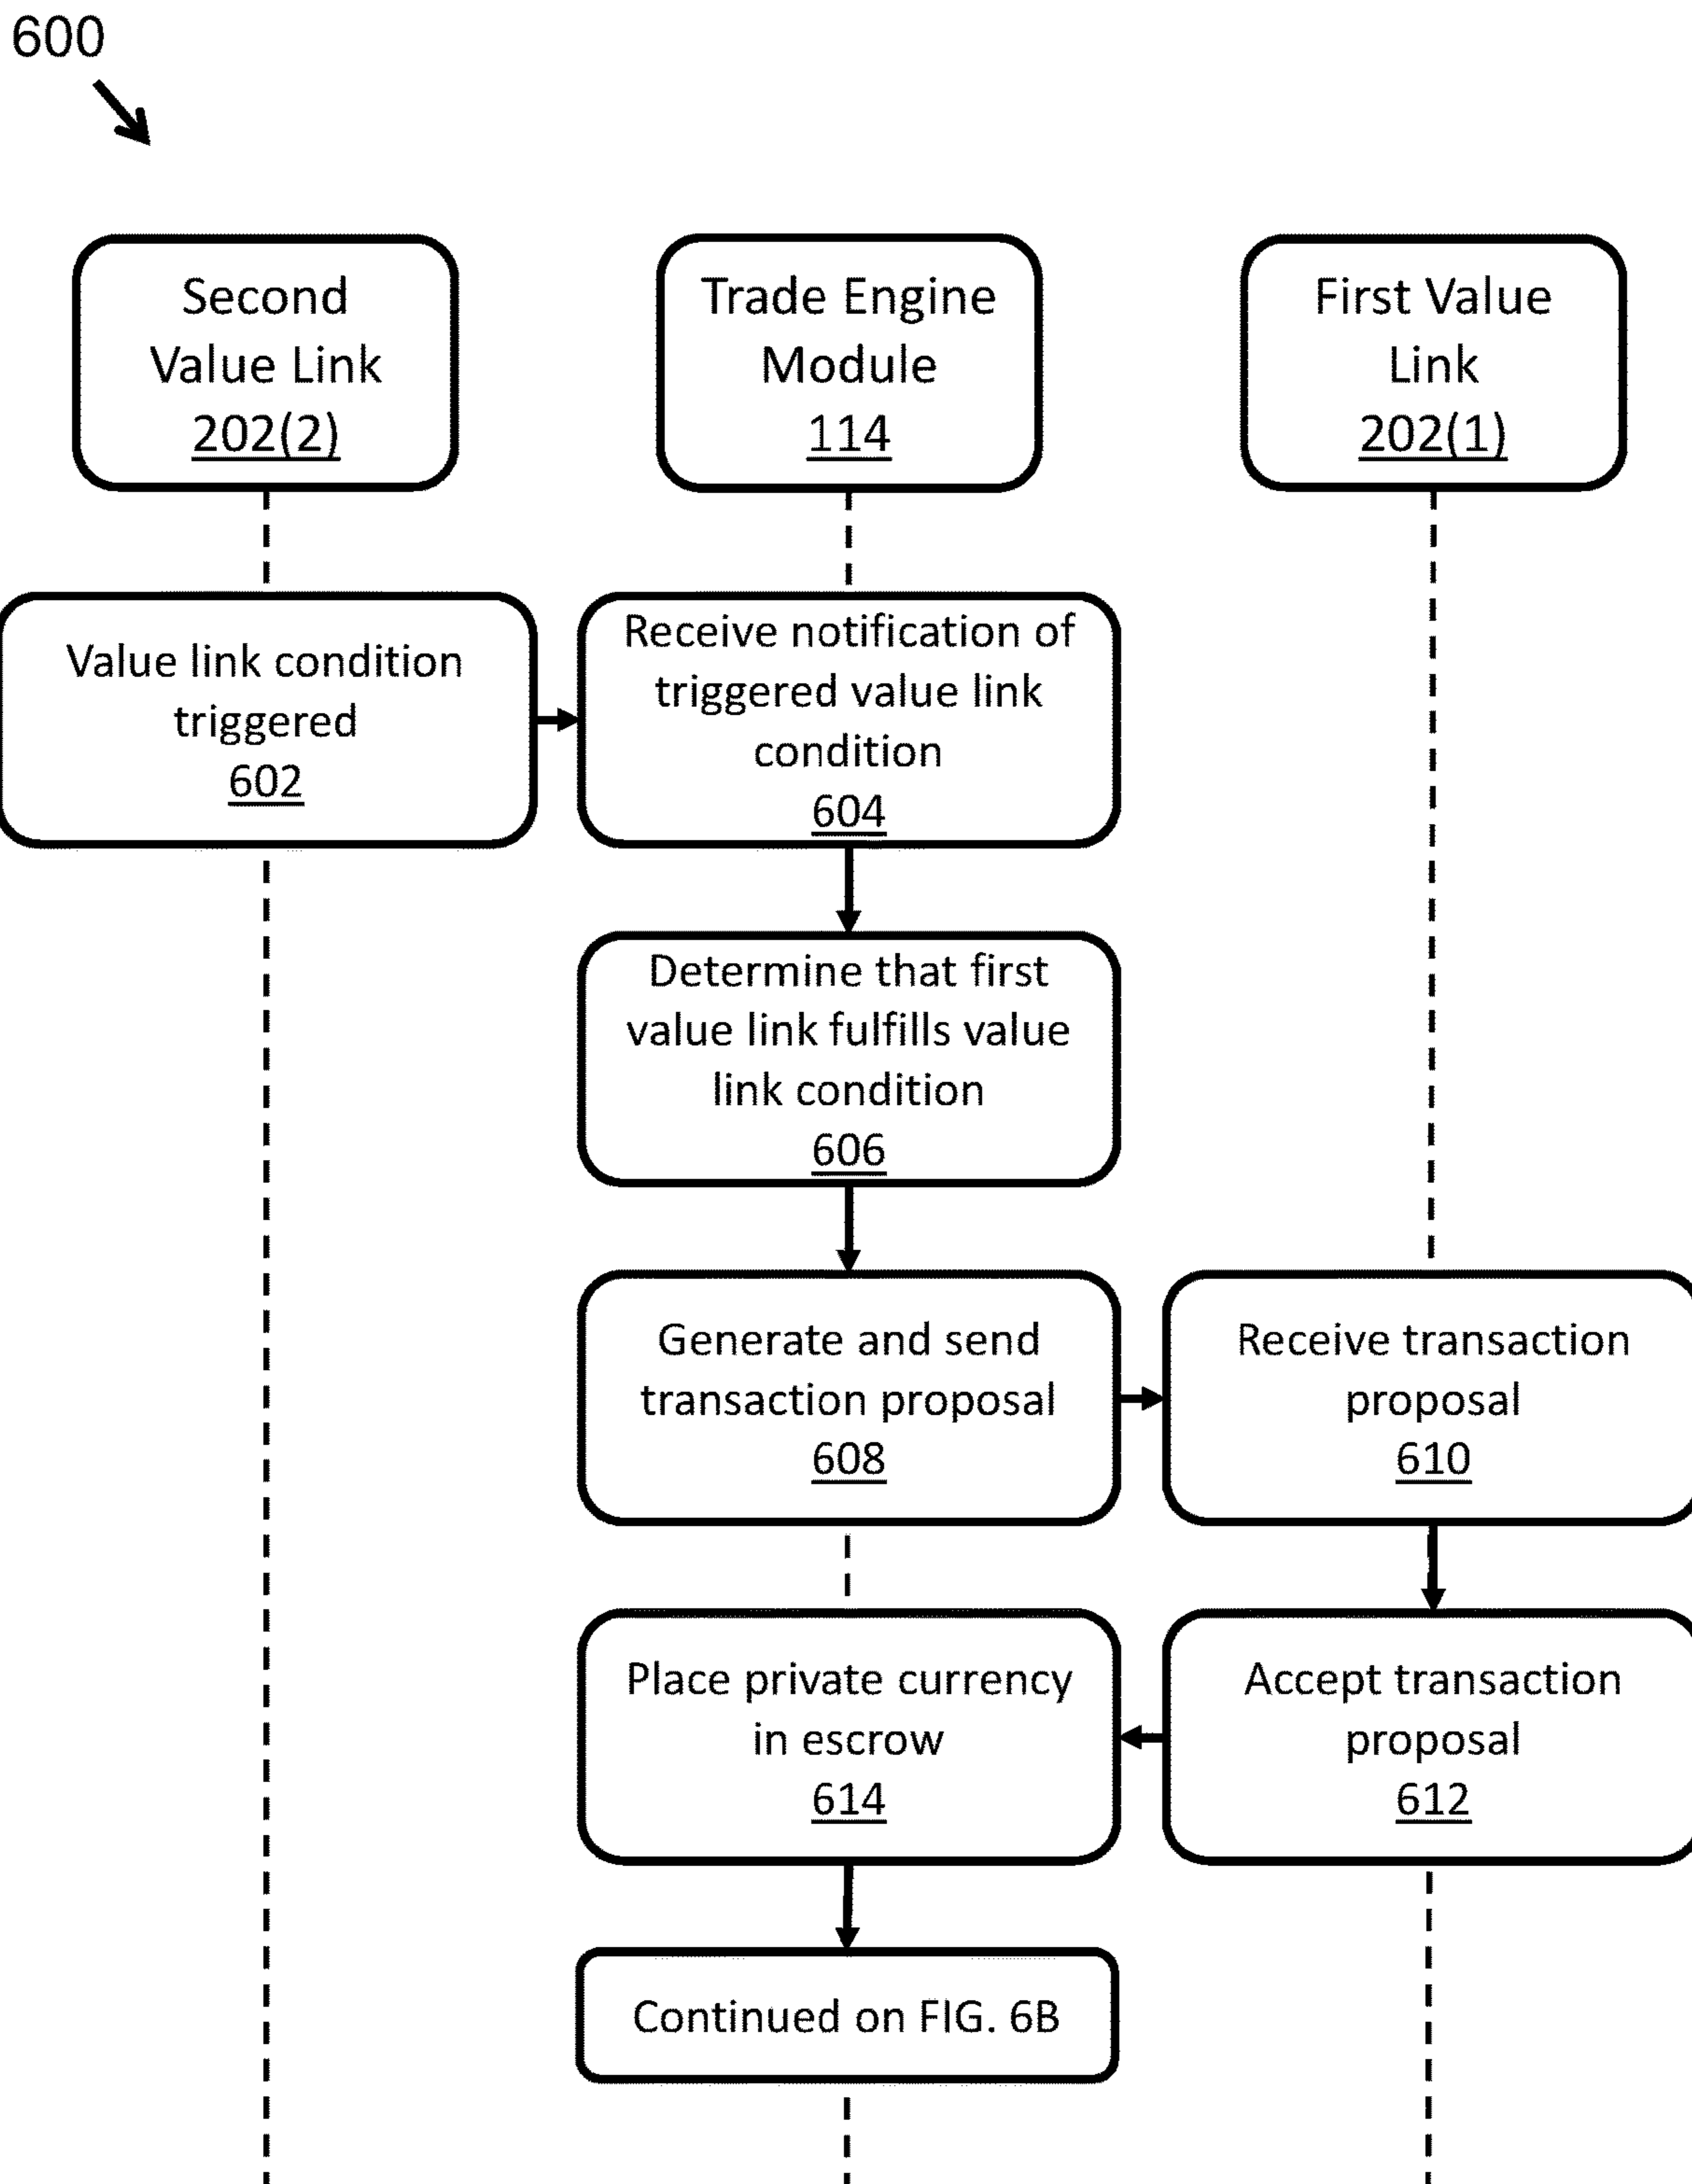 600
Second
Value Link
202(2)
Trade Engine
Module
114
First Value
Link
202(1)
Value link condition
triggered
602
Receive notification of
triggered value link
condition
604
Determine that first
value link fulfills value
link condition
606
Generate and send
transaction proposal
608
Receive transaction
proposal
610
Place private currency
in escrow
614
Accept transaction
proposal
612
Continued on FIG. 6B